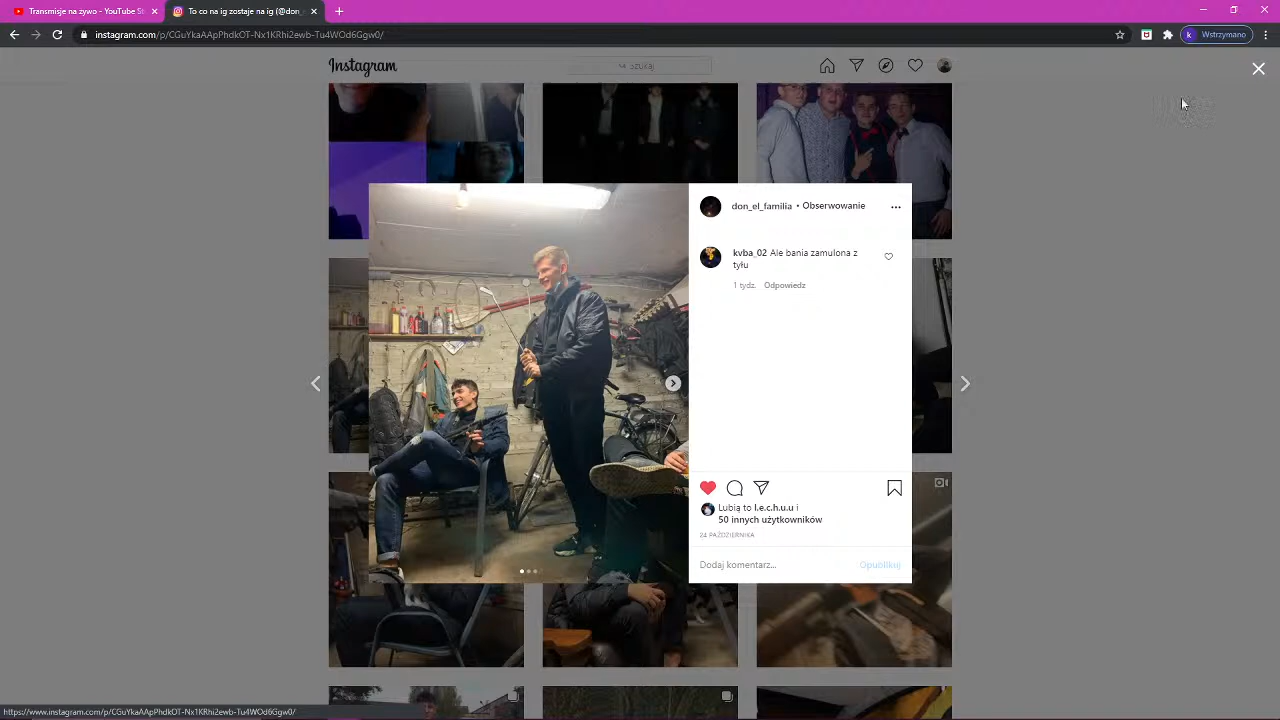 Transmisje na żywo - YouTube St
To co na ig zostaje na ig (@don_
instagram.com/p/CGuYkaAApPhdkOT-Nx1KRhi2ewb-Tu4WOd6Ggw0/
k Wstrzymano
Instagram
Szukaj
don_el_familia • Obserwowanie
kvba_02 Ale bania zamulona z
tyłu
1 tydz. Odpowiedz
Lubią to l.e.c.h.u.u i
50 innych użytkowników
24 PAŹDZIERNIKA
Dodaj komentarz...
Opublikuj
https://www.instagram.com/p/CGuYkaAApPhdkOT-Nx1KRhi2ewb-Tu4WOd6Ggw0/